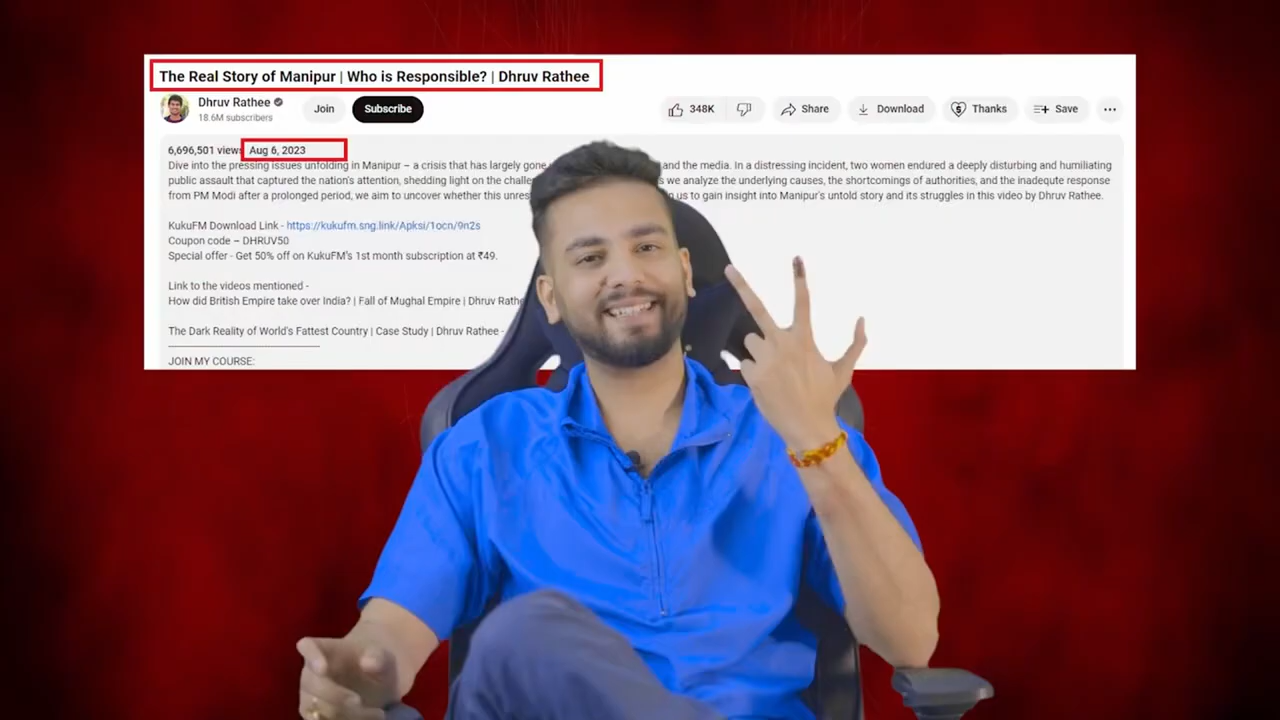 The Real Story of Manipur | Who is Responsible? | Dhruv Rathee
Dhruv Rathee
18.6M subscribers
Join
Subscribe
348K
Share
Download
Thanks
Save
6,696,501 views Aug 6, 2023
Dive into the pressing issues unfolding in Manipur – a crisis that has largely gone and the media. In a distressing incident, two women endured a deeply disturbing and humiliating
public assault that captured the nation's attention, shedding light on the we analyze the underlying causes, the shortcomings of authorities, and the inadequte response
from PM Modi after a prolonged period, we aim to uncover whether this us to gain insight into Manipur's untold story and its struggles in this video by Dhruv Rathee.
KukuFM Download Link - https://kukufm.sng.link/Apksi/1ocn/9n2s
Coupon code – DHRUV50
Special offer - Get 50% off on KukuFM's 1st month subscription at ₹49.
Link to the videos mentioned -
How did British Empire take over India? | Fall of Mughal Empire | Dhruv
The Dark Reality of World's Fattest Country | Case Study | Dhruv Rathee -
JOIN MY COURSE: